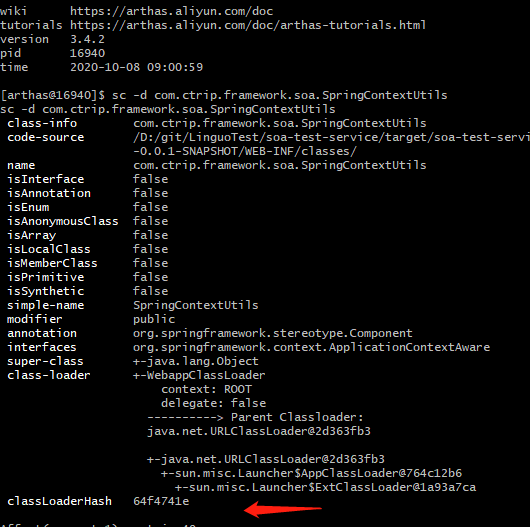 wiki https://arthas.aliyun.com/doc
tutorials https://arthas.aliyun.com/doc/arthas-tutorials.html
version 3.4.2
pid 16940
time 2020-10-08 09:00:59
[arthas@16940]$ sc -d com.ctrip.framework.soa.SpringContextUtils
sc -d com.ctrip.framework.soa.SpringContextUtils
class-info com.ctrip.framework.soa.SpringContextUtils
code-source /D:/git/LinguoTest/soa-test-service/target/soa-test-servi
-0.0.1-SNAPSHOT/WEB-INF/classes/
name com.ctrip.framework.soa.SpringContextUtils
isInterface false
isAnnotation false
isEnum false
isAnonymousClass false
isArray false
isLocalClass false
isMemberClass false
isPrimitive false
isSynthetic false
simple-name SpringContextUtils
modifier public
annotation org.springframework.stereotype.Component
interfaces org.springframework.context.ApplicationContextAware
super-class +-java.lang.Object
class-loader +-WebappClassLoader
context: ROOT
delegate: false
----------> Parent Classloader:
java.net.URLClassLoader@2d363fb3
+-java.net.URLClassLoader@2d363fb3
+-sun.misc.Launcher$AppClassLoader@764c12b6
+-sun.misc.Launcher$ExtClassLoader@1a93a7ca
classLoaderHash 64f4741e